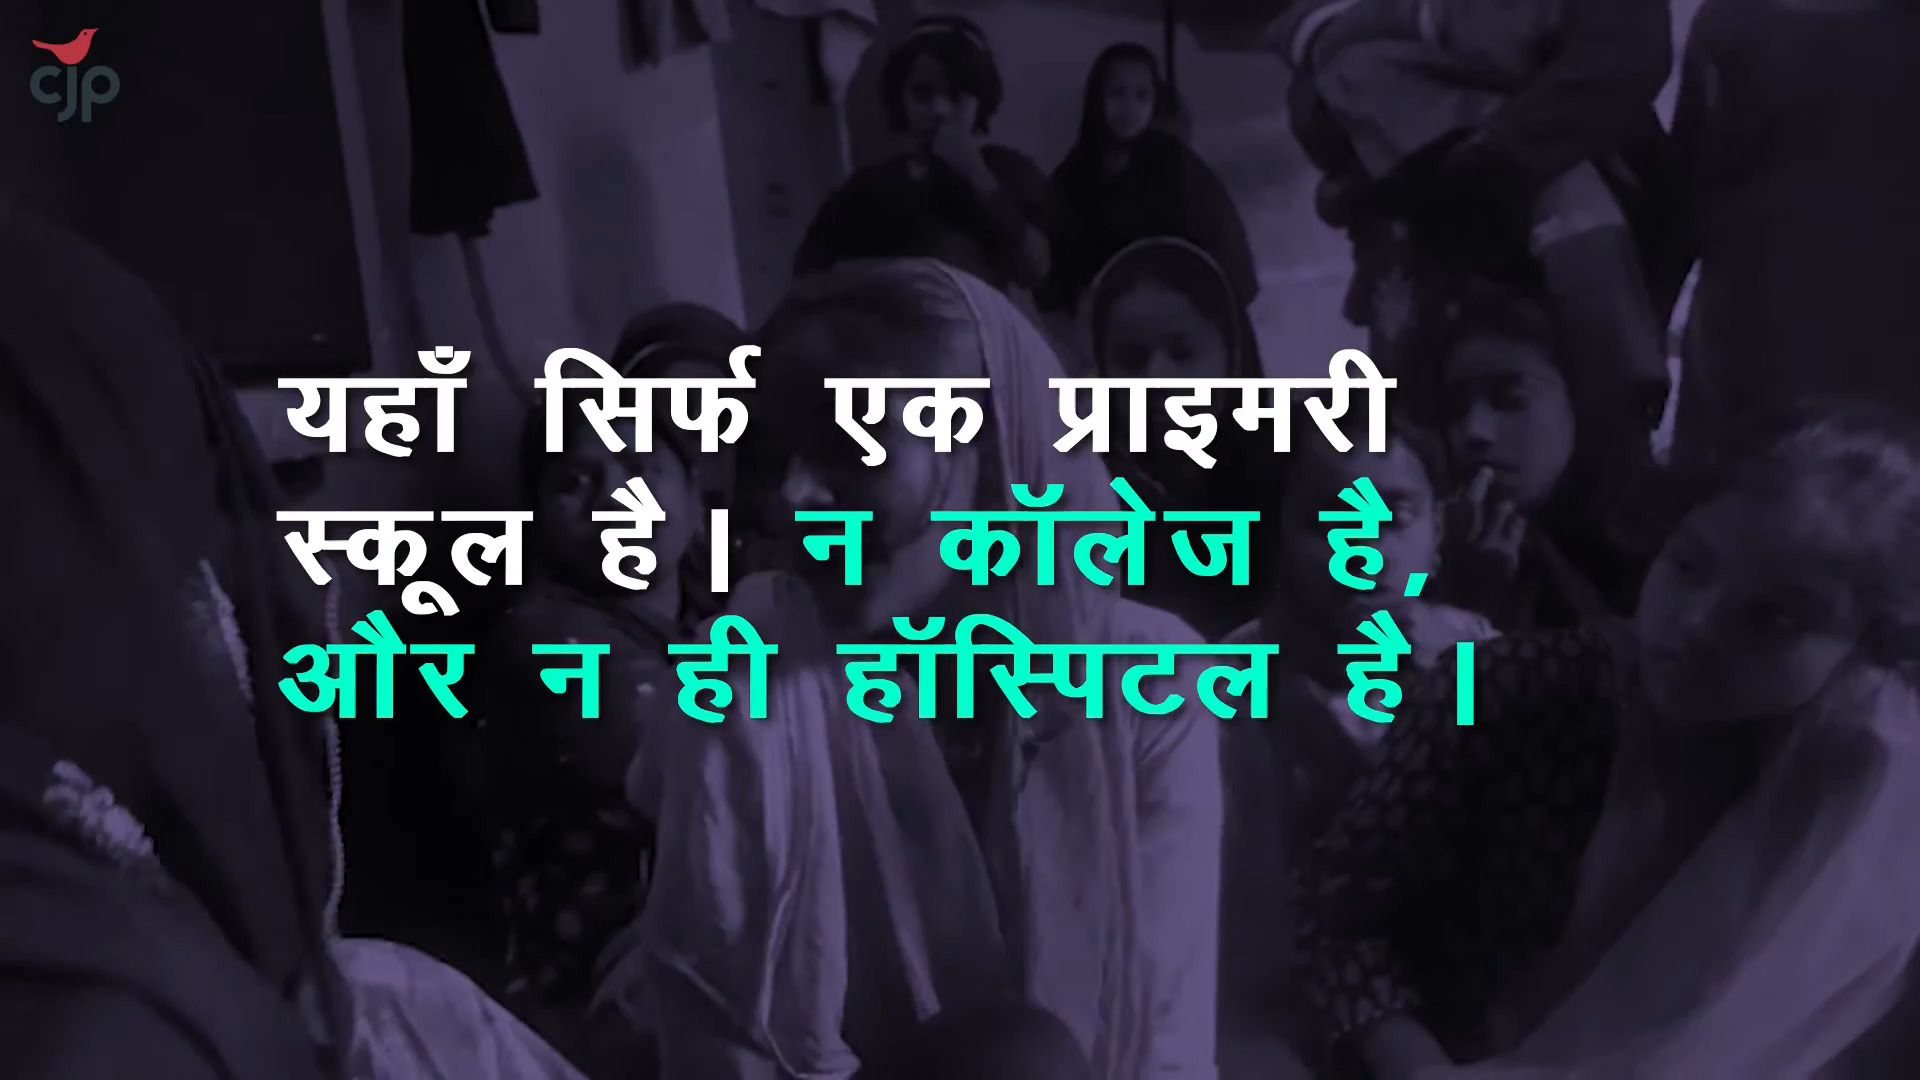 cjp
यहाँ सिर्फ एक प्राइमरी
स्कूल है। न कॉलेज है,
और न ही हॉस्पिटल है।